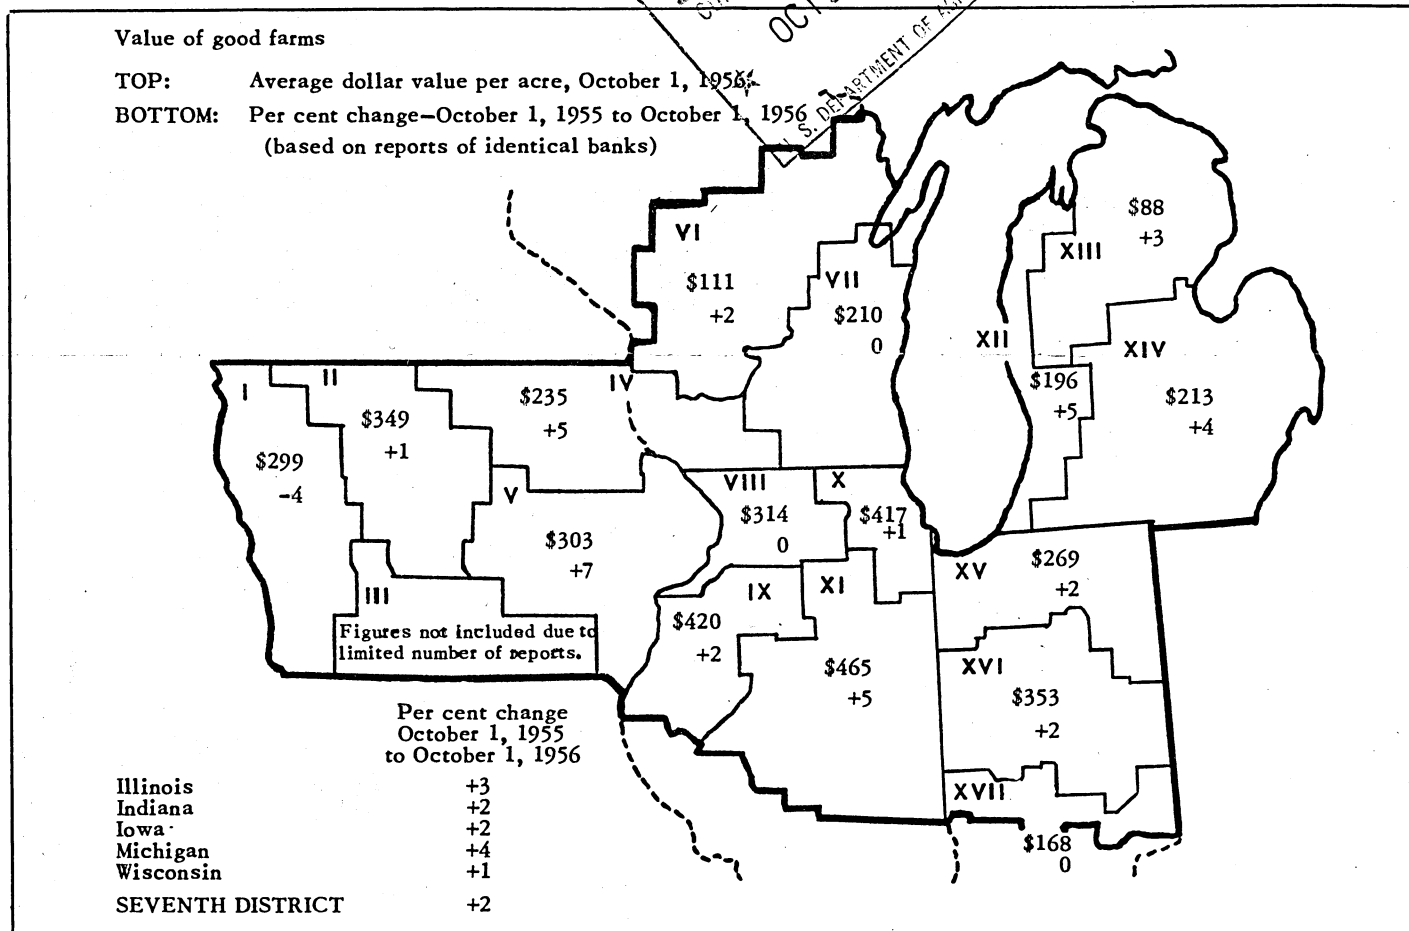 Value of good farms
TOP: Average dollar value per acre, October 1, 1956
BOTTOM: Per cent change—October 1, 1955 to October 1, 1956
(based on reports of identical banks)
OCT
U. S. DEPARTMENT OF
VI
$111
+2
VII
$210
0
XIII
$88
+3
XII
$196
+5
XIV
$213
+4
I
$299
-4
II
$349
+1
IV
$235
+5
V
$303
+7
III
Figures not included due to
limited number of reports.
VIII
$314
0
X
$417
+1
IX
$420
+2
XI
$465
+5
XV
$269
+2
XVI
$353
+2
XVII
$168
0
Per cent change
October 1, 1955
to October 1, 1956
Illinois +3
Indiana +2
Iowa +2
Michigan +4
Wisconsin +1
SEVENTH DISTRICT +2